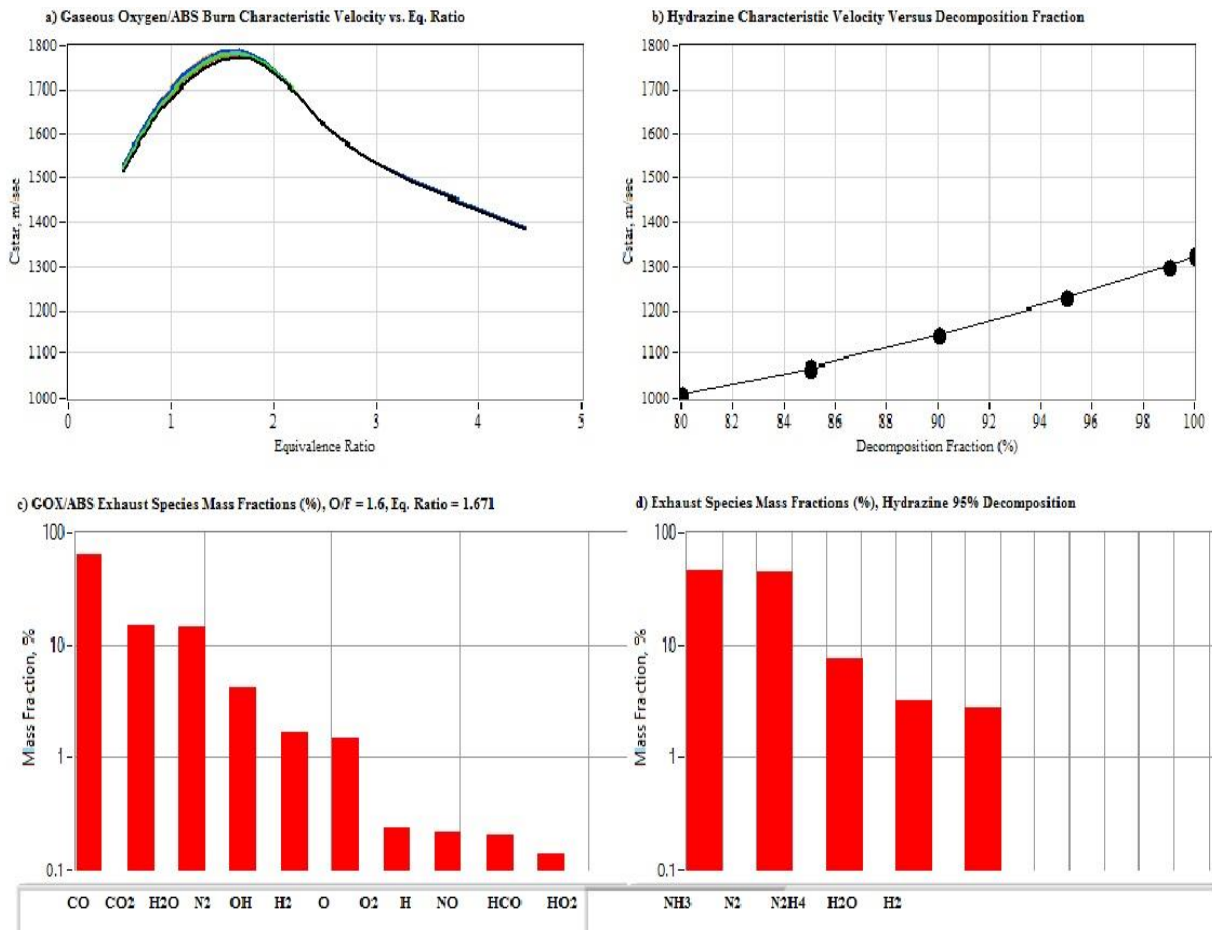 a) Gaseous Oxygen/ABS Burn Characteristic Velocity vs. Eq. Ratio
1800
1700
1600
1500
1400
1300
1200
1100
1000
Cstar, m/sec
0 1 2 3 4 5
Equivalence Ratio
b) Hydrazine Characteristic Velocity Versus Decomposition Fraction
1800
1700
1600
1500
1400
1300
1200
1100
1000
Cstar, m/sec
80 82 84 86 88 90 92 94 96 98 100
Decomposition Fraction (%)
c) GOX/ABS Exhaust Species Mass Fractions (%), O/F = 1.6, Eq. Ratio = 1.671
100
10
1
0.1
Mass Fraction, %
CO CO2 H2O N2 OH H2 O O2 H NO HCO HO2
d) Exhaust Species Mass Fractions (%), Hydrazine 95% Decomposition
100
10
1
0.1
Mass Fraction, %
NH3 N2 N2H4 H2O H2